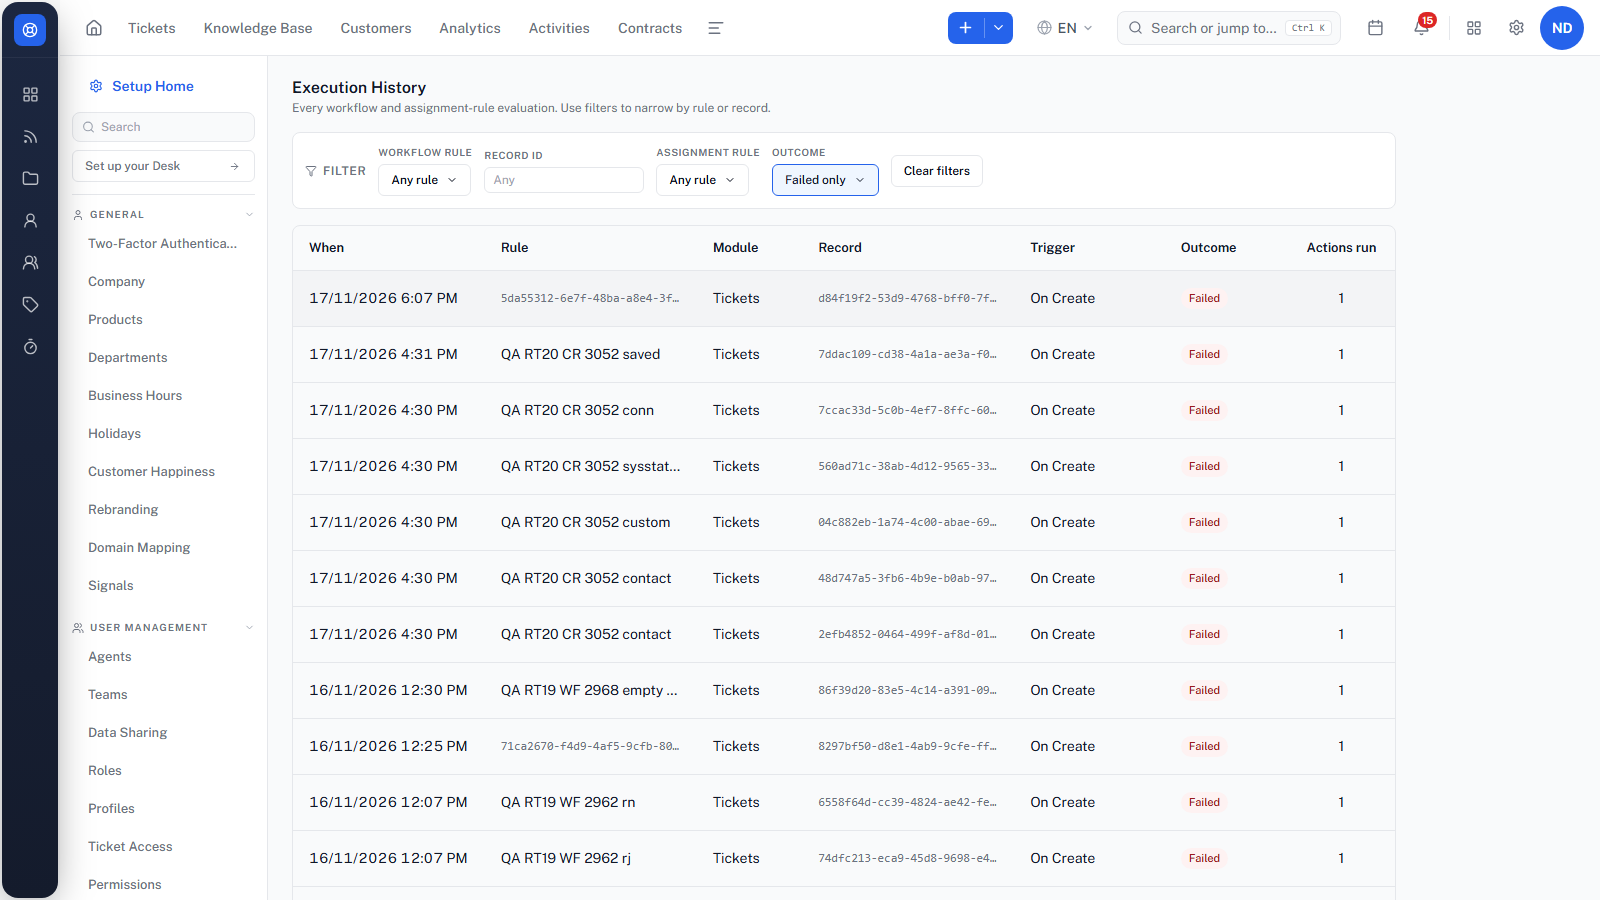 Tickets
Knowledge Base
Customers
Analytics
Activities
Contracts
EN
Search or jump to...
Ctrl K
15
ND
Setup Home
Search
Set up your Desk
GENERAL
Two-Factor Authentica...
Company
Products
Departments
Business Hours
Holidays
Customer Happiness
Rebranding
Domain Mapping
Signals
USER MANAGEMENT
Agents
Teams
Data Sharing
Roles
Profiles
Ticket Access
Permissions
Execution History
Every workflow and assignment-rule evaluation. Use filters to narrow by rule or record.
FILTER
WORKFLOW RULE
Any rule
RECORD ID
Any
ASSIGNMENT RULE
Any rule
OUTCOME
Failed only
Clear filters
When Rule Module Record Trigger Outcome Actions run
17/11/2026 6:07 PM 5da55312-6e7f-48ba-a8e4-3f… Tickets d84f19f2-53d9-4768-bff0-7f… On Create Failed 1
17/11/2026 4:31 PM QA RT20 CR 3052 saved Tickets 7ddac109-cd38-4a1a-ae3a-f0… On Create Failed 1
17/11/2026 4:30 PM QA RT20 CR 3052 conn Tickets 7ccac33d-5c0b-4ef7-8ffc-60… On Create Failed 1
17/11/2026 4:30 PM QA RT20 CR 3052 sysstat... Tickets 560ad71c-38ab-4d12-9565-33… On Create Failed 1
17/11/2026 4:30 PM QA RT20 CR 3052 custom Tickets 04c882eb-1a74-4c00-abae-69… On Create Failed 1
17/11/2026 4:30 PM QA RT20 CR 3052 contact Tickets 48d747a5-3fb6-4b9e-b0ab-97… On Create Failed 1
17/11/2026 4:30 PM QA RT20 CR 3052 contact Tickets 2efb4852-0464-499f-af8d-01… On Create Failed 1
16/11/2026 12:30 PM QA RT19 WF 2968 empty ... Tickets 86f39d20-83e5-4c14-a391-09… On Create Failed 1
16/11/2026 12:25 PM 71ca2670-f4d9-4af5-9cfb-80… Tickets 8297bf50-d8e1-4ab9-9cfe-ff… On Create Failed 1
16/11/2026 12:07 PM QA RT19 WF 2962 rn Tickets 6558f64d-cc39-4824-ae42-fe… On Create Failed 1
16/11/2026 12:07 PM QA RT19 WF 2962 rj Tickets 74dfc213-eca9-45d8-9698-e4… On Create Failed 1